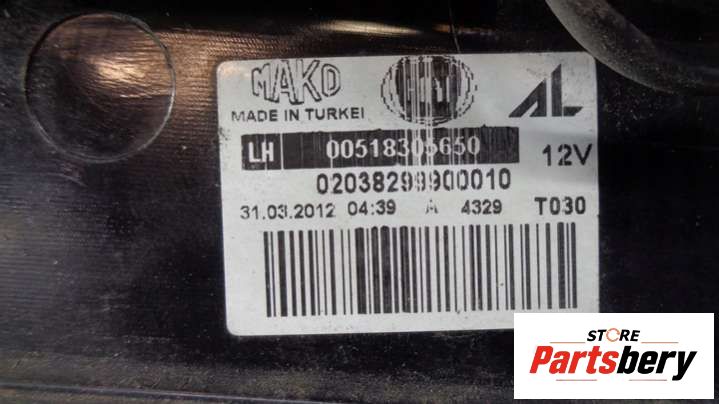 MAKO
MADE IN TURKEI
AL
LH 00518305650 12V
02038299900010
31.03.2012 04:39 A 4329 T030
STORE
Partsbery